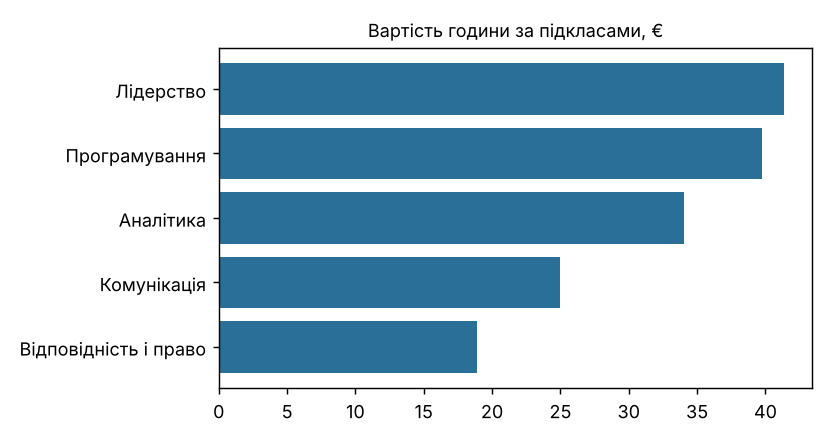 Вартість години за підкласами, €
Лідерство
Програмування
Аналітика
Комунікація
Відповідність і право
0 5 10 15 20 25 30 35 40